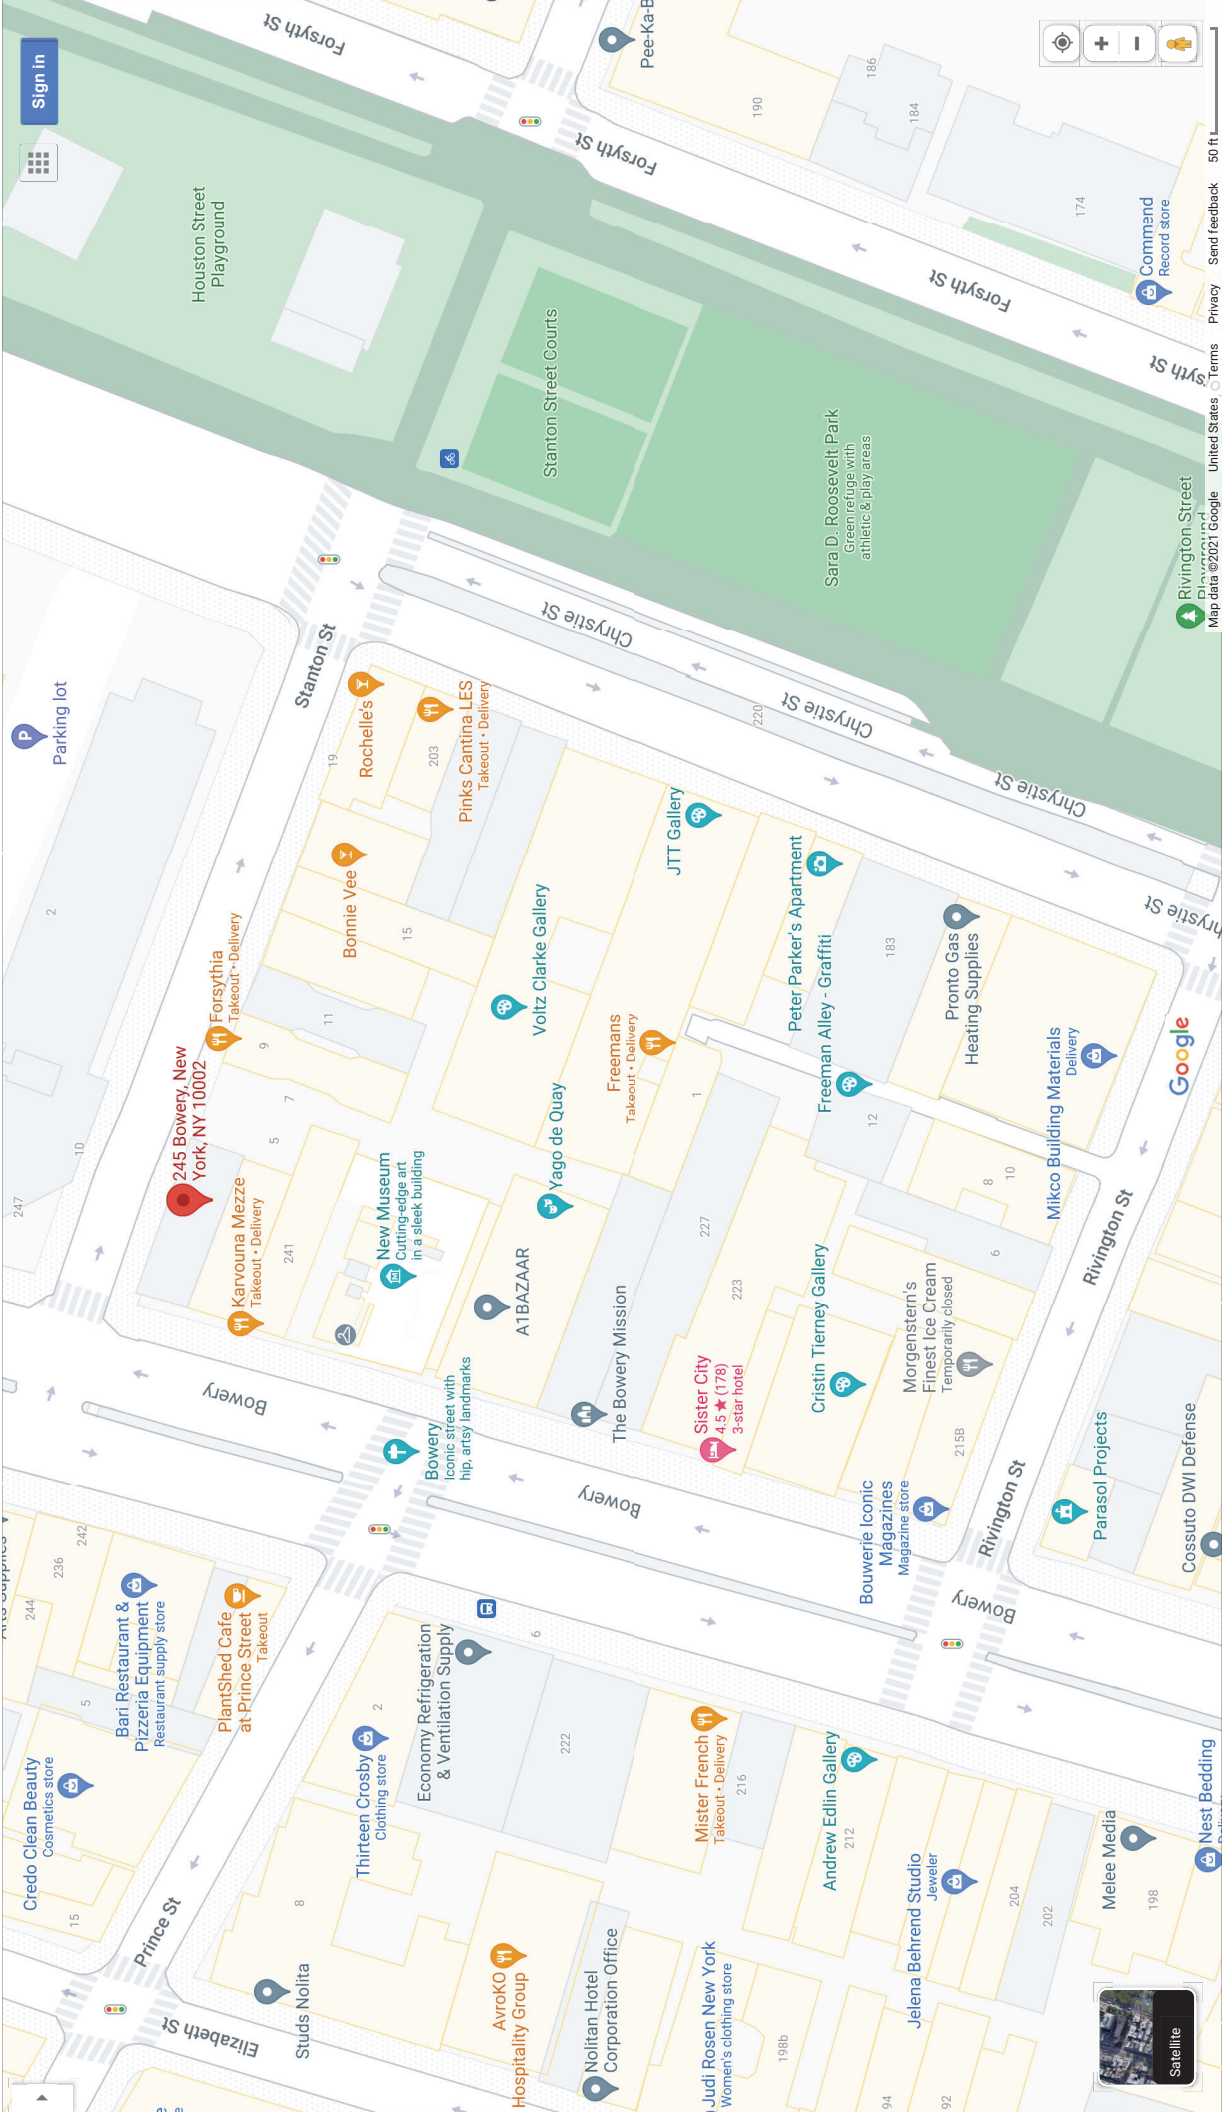 Sign in
Forsyth St
Pee-Ka-B
186
184
190
Forsyth St
174
Commend
Record store
Forsyth St
Houston Street
Playground
Stanton Street Courts
Sara D. Roosevelt Park
Green refuge with
athletic & play areas
Rivington Street
Playground
Chrystie St
220
Chrystie St
Chrystie St
Parking lot
Stanton St
2
10
247
Rochelle's
19
203
Pinks Cantina LES
Takeout • Delivery
Bonnie Vee
15
Forsythia
Takeout • Delivery
11
9
7
5
245 Bowery, New
York, NY 10002
Karvouna Mezze
Takeout • Delivery
241
New Museum
Cutting-edge art
in a sleek building
Voltz Clarke Gallery
JTT Gallery
Yago de Quay
Freemans
Takeout • Delivery
1
Peter Parker's Apartment
Freeman Alley - Graffiti
183
Pronto Gas
Heating Supplies
Mikco Building Materials
Delivery
12
8
10
6
A1BAZAAR
The Bowery Mission
227
223
Sister City
4.5 ★ (178)
3-star hotel
Cristin Tierney Gallery
Morgenstern's
Finest Ice Cream
Temporarily closed
215B
Rivington St
Rivington St
Bouwerie Iconic
Magazines
Magazine store
Parasol Projects
Cossuto DWI Defense
Bowery
Bowery
Iconic street with
hip, artsy landmarks
Bowery
Bowery
236
242
244
Bari Restaurant &
Pizzeria Equipment
Restaurant supply store
5
PlantShed Cafe
at Prince Street
Takeout
Credo Clean Beauty
Cosmetics store
15
Prince St
Elizabeth St
Thirteen Crosby
Clothing store
2
8
Economy Refrigeration
& Ventilation Supply
6
222
Studs Nolita
AvroKO
Hospitality Group
Nolitan Hotel
Corporation Office
Mister French
Takeout • Delivery
216
Judi Rosen New York
Women's clothing store
198b
Andrew Edlin Gallery
212
Jelena Behrend Studio
Jeweler
204
202
Melee Media
198
Nest Bedding
94
92
Satellite
Google
Map data ©2021 Google United States Terms Privacy Send feedback 50 ft